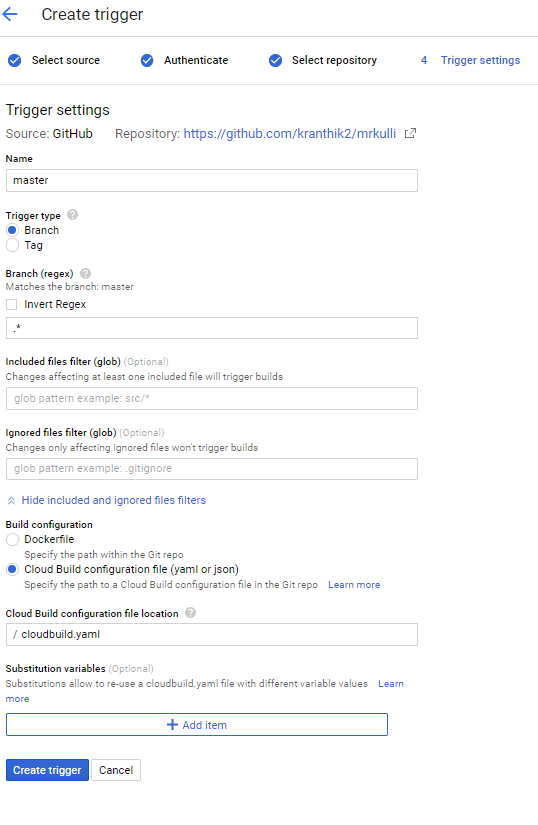 Create trigger
Select source Authenticate Select repository 4 Trigger settings
Trigger settings
Source: GitHub Repository: https://github.com/kranthik2/mrkulli
Name
master
Trigger type
Branch
Tag
Branch (regex)
Matches the branch: master
Invert Regex
.*
Included files filter (glob) (Optional)
Changes affecting at least one included file will trigger builds
glob pattern example: src/*
Ignored files filter (glob) (Optional)
Changes only affecting ignored files won't trigger builds
glob pattern example: .gitignore
Hide included and ignored files filters
Build configuration
Dockerfile
Specify the path within the Git repo
Cloud Build configuration file (yaml or json)
Specify the path to a Cloud Build configuration file in the Git repo Learn more
Cloud Build configuration file location
/ cloudbuild.yaml
Substitution variables (Optional)
Substitutions allow to re-use a cloudbuild.yaml file with different variable values Learn
more
Add item
Create trigger Cancel